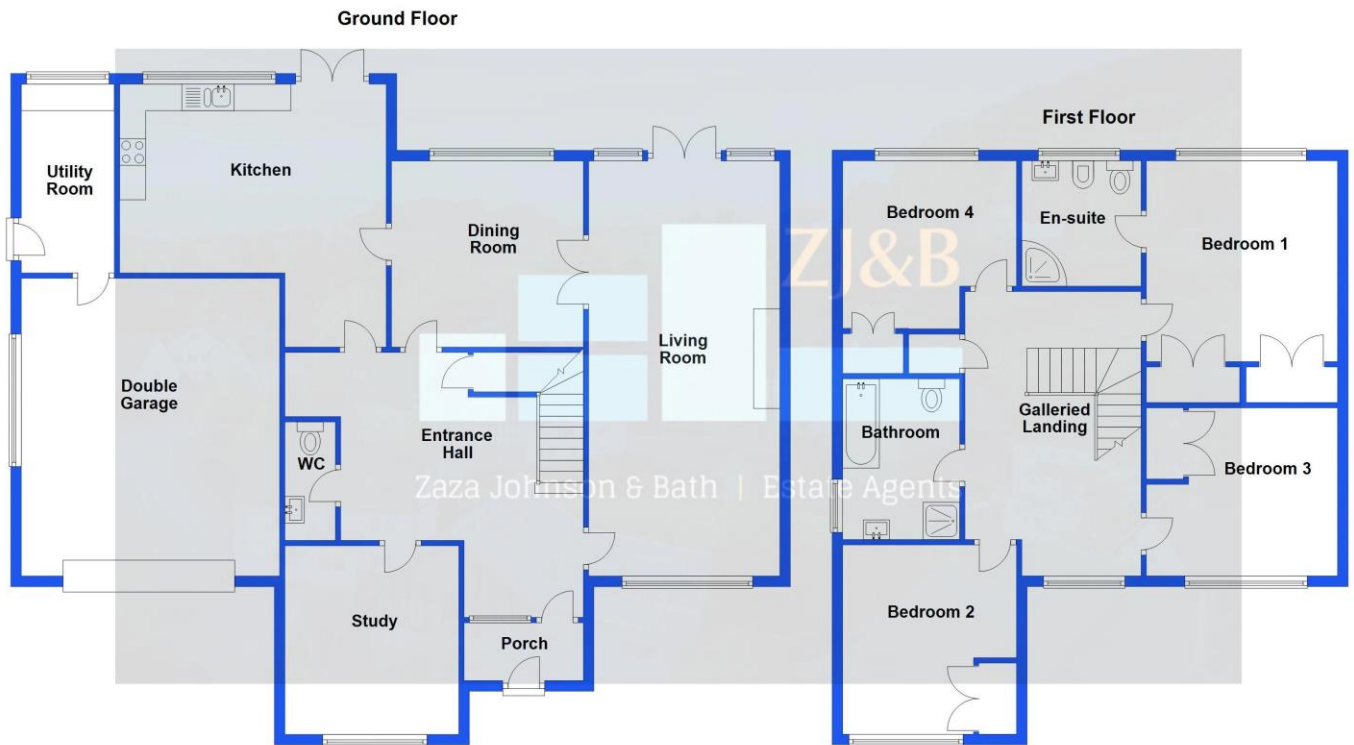 Ground Floor
Utility
Room
Kitchen
Dining
Room
Living
Room
Double
Garage
WC
Entrance
Hall
Study
Porch
First Floor
Bedroom 4
En-suite
Bedroom 1
Bathroom
Galleried
Landing
Bedroom 3
Bedroom 2
ZJ&B
Zaza Johnson & Bath | Estate Agents